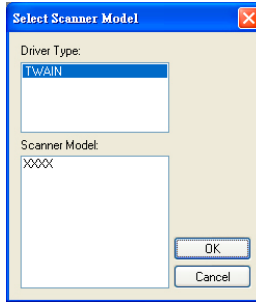 Select Scanner Model
Driver Type:
TWAIN
Scanner Model:
XXXX
OK
Cancel